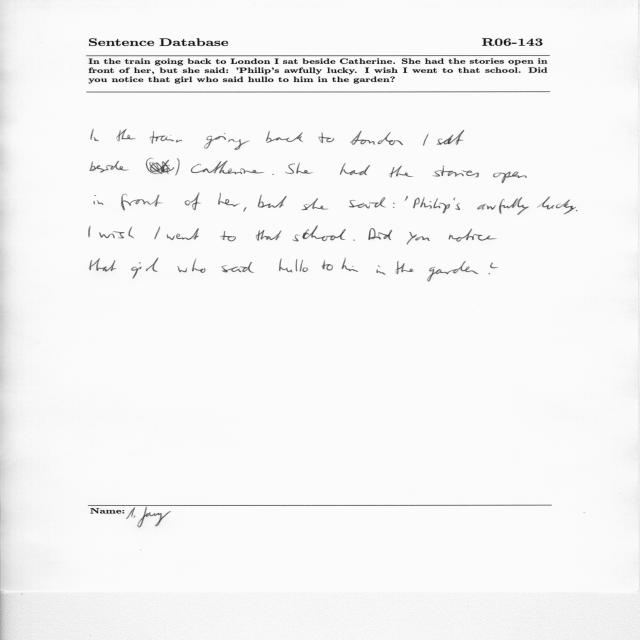 Sentence Database R06-143
In the train going back to London I sat beside Catherine. She had the stories open in
front of her, but she said: 'Philip's awfully lucky. I wish I went to that school. Did
you notice that girl who said hullo to him in the garden?
In the train going back to London I sat
beside Catherine. She had the stories open
in front of her, but she said: 'Philip's awfully lucky.
I wish I went to that school. Did you notice
that girl who said hullo to him in the garden?
Name: